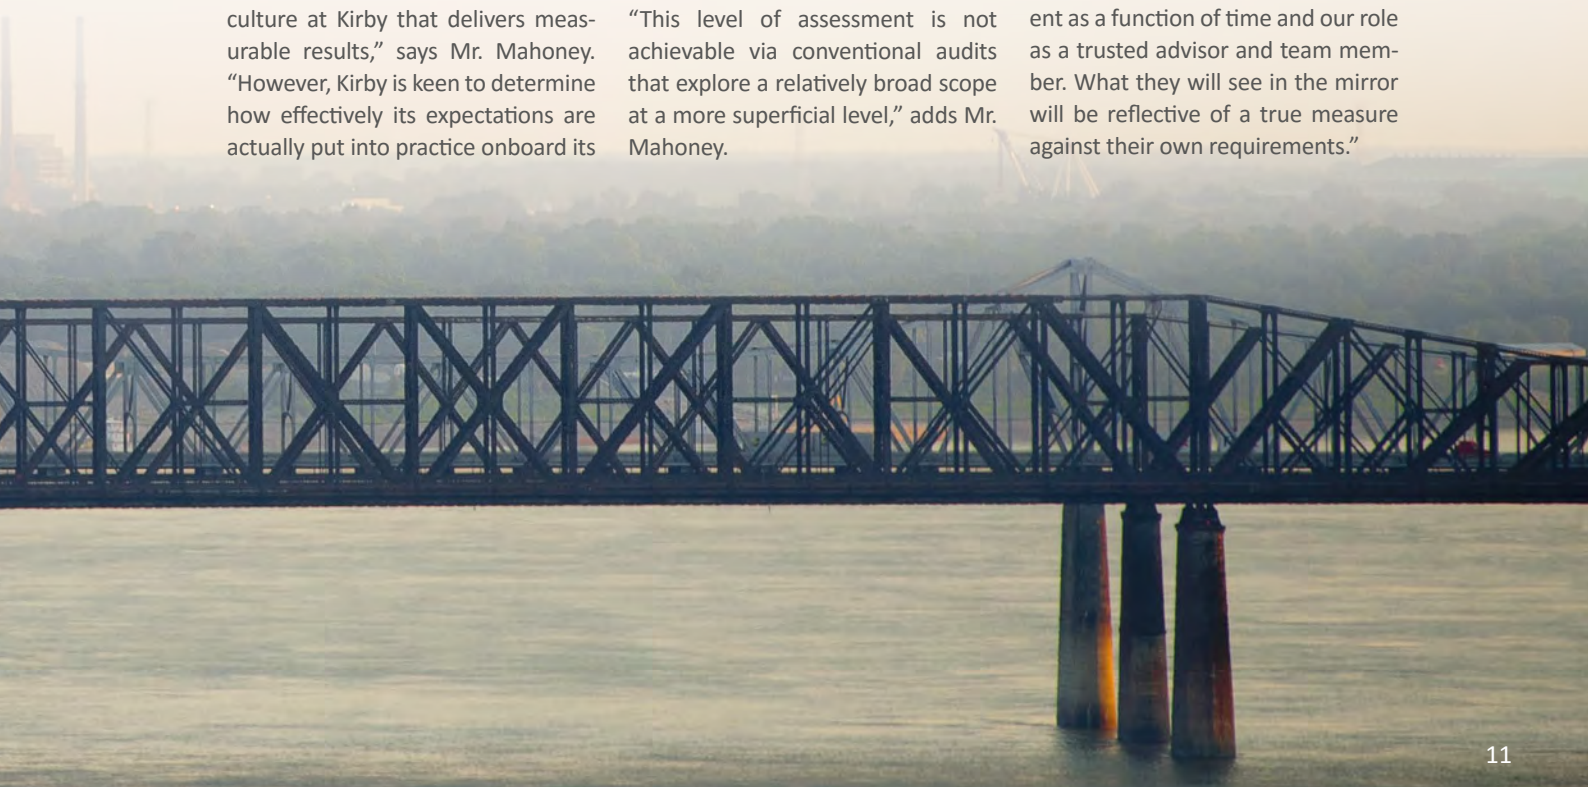 culture at Kirby that delivers meas-
urable results,” says Mr. Mahoney.
“However, Kirby is keen to determine
how effectively its expectations are
actually put into practice onboard its
“This level of assessment is not
achievable via conventional audits
that explore a relatively broad scope
at a more superficial level,” adds Mr.
Mahoney.
ent as a function of time and our role
as a trusted advisor and team mem-
ber. What they will see in the mirror
will be reflective of a true measure
against their own requirements.”
11